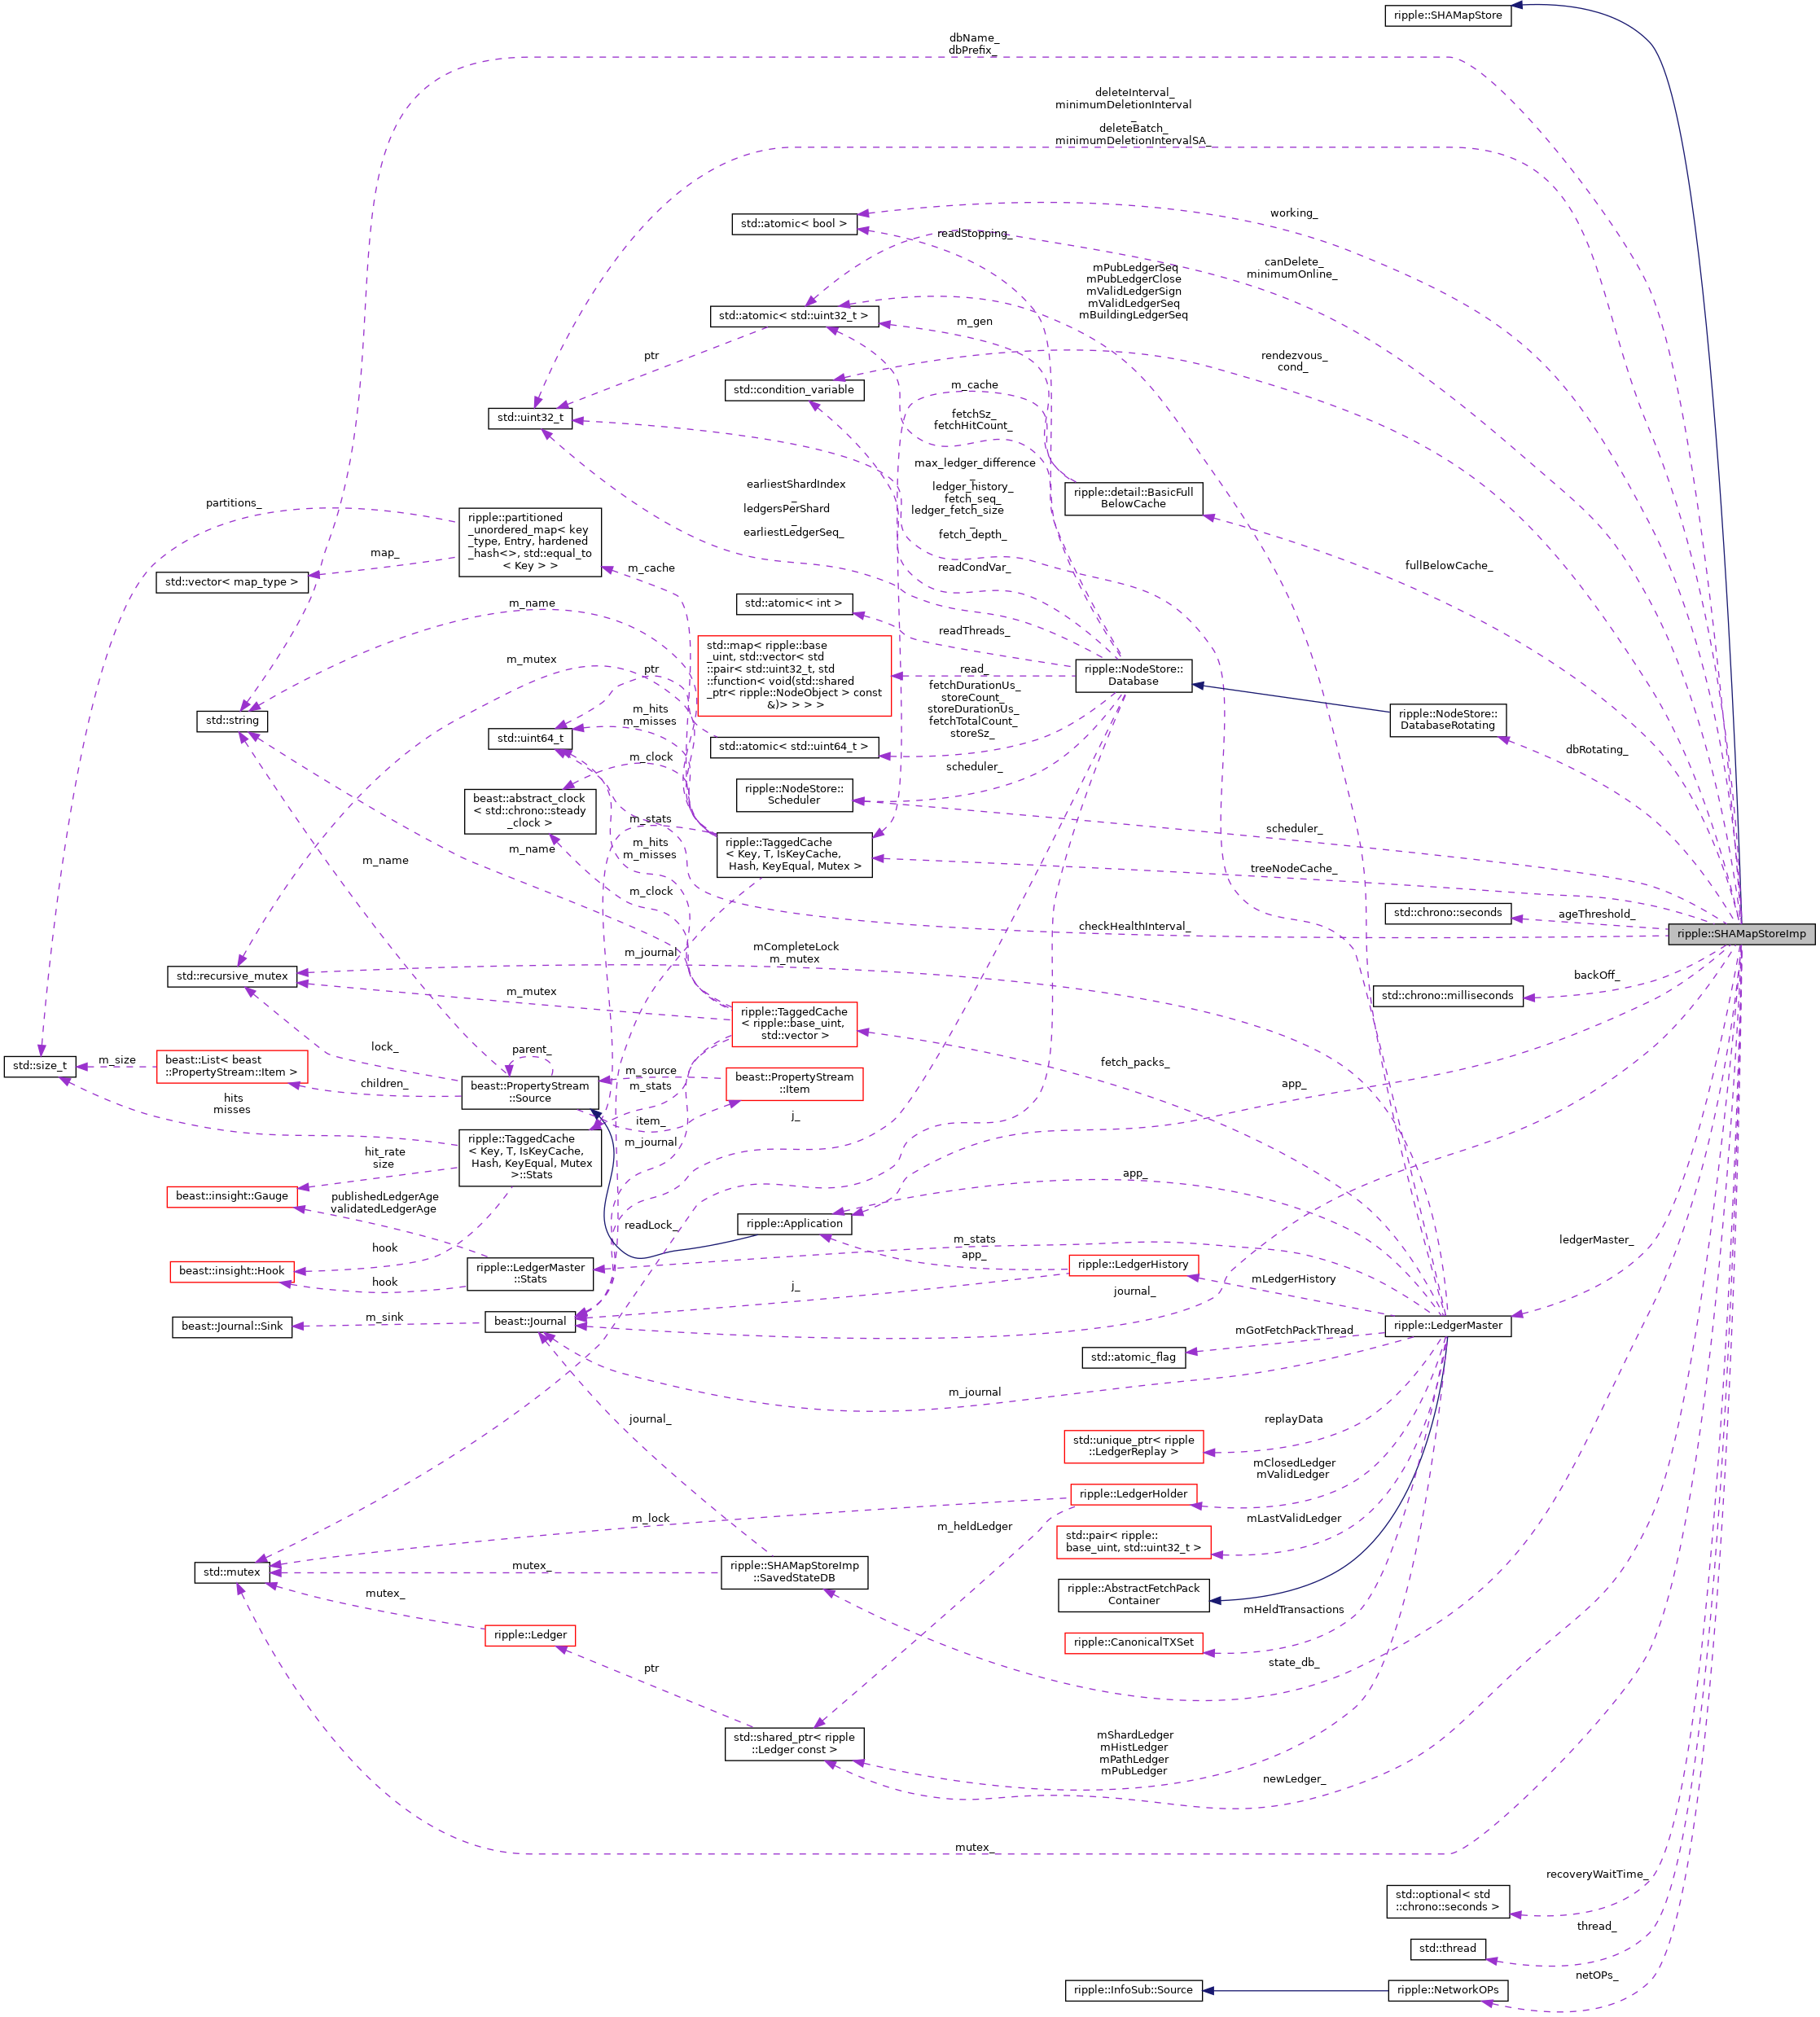 ripple::SHAMapStore
dbName_
dbPrefix_
deleteInterval_
minimumDeletionInterval
_
deleteBatch_
minimumDeletionIntervalSA_
std::atomic< bool >
working_
readStopping_
canDelete_
minimumOnline_
mPubLedgerSeq
mPubLedgerClose
mValidLedgerSign
mValidLedgerSeq
mBuildingLedgerSeq
std::atomic< std::uint32_t >
m_gen
ptr
rendezvous_
cond_
std::condition_variable
m_cache
std::uint32_t
fetchSz_
fetchHitCount_
max_ledger_difference
_
ledger_history_
fetch_seq_
ledger_fetch_size
_
fetch_depth_
earliestShardIndex
_
ledgersPerShard
_
earliestLedgerSeq_
ripple::detail::BasicFull
BelowCache
partitions_
ripple::partitioned
_unordered_map< key
_type, Entry, hardened
_hash<>, std::equal_to
< Key > >
map_
std::vector< map_type >
m_cache
readCondVar_
fullBelowCache_
std::atomic< int >
m_name
readThreads_
std::map< ripple::base
_uint, std::vector< std
::pair< std::uint32_t, std
::function< void(std::shared
_ptr< ripple::NodeObject > const
&)> > > >
m_mutex
ptr
read_
ripple::NodeStore::
Database
fetchDurationUs_
storeCount_
storeDurationUs_
fetchTotalCount_
storeSz_
std::string
m_hits
m_misses
std::uint64_t
std::atomic< std::uint64_t >
ripple::NodeStore::
DatabaseRotating
dbRotating_
m_clock
scheduler_
ripple::NodeStore::
Scheduler
beast::abstract_clock
< std::chrono::steady
_clock >
m_stats
scheduler_
m_name
m_name
m_hits
m_misses
ripple::TaggedCache
< Key, T, IsKeyCache,
Hash, KeyEqual, Mutex >
treeNodeCache_
m_clock
std::chrono::seconds
ageThreshold_
checkHealthInterval_
ripple::SHAMapStoreImp
m_journal
mCompleteLock
m_mutex
std::recursive_mutex
m_mutex
backOff_
std::chrono::milliseconds
ripple::TaggedCache
< ripple::base_uint,
std::vector >
lock_
parent_
std::size_t
m_size
beast::List< beast
::PropertyStream::Item >
children_
beast::PropertyStream
::Source
m_source
m_stats
beast::PropertyStream
::Item
fetch_packs_
app_
hits
misses
item_
j_
ripple::TaggedCache
< Key, T, IsKeyCache,
Hash, KeyEqual, Mutex
>::Stats
m_journal
hit_rate
size
beast::insight::Gauge
publishedLedgerAge
validatedLedgerAge
app_
readLock_
ripple::Application
hook
m_stats
app_
ledgerMaster_
beast::insight::Hook
hook
ripple::LedgerMaster
::Stats
ripple::LedgerHistory
mLedgerHistory
j_
journal_
beast::Journal::Sink
m_sink
beast::Journal
ripple::LedgerMaster
mGotFetchPackThread
std::atomic_flag
m_journal
journal_
replayData
std::unique_ptr< ripple
::LedgerReplay >
mClosedLedger
mValidLedger
ripple::LedgerHolder
m_lock
m_heldLedger
mLastValidLedger
std::pair< ripple::
base_uint, std::uint32_t >
std::mutex
mutex_
ripple::SHAMapStoreImp
::SavedStateDB
ripple::AbstractFetchPack
Container
mutex_
mHeldTransactions
ripple::Ledger
ripple::CanonicalTXSet
ptr
state_db_
std::shared_ptr< ripple
::Ledger const >
mShardLedger
mHistLedger
mPathLedger
mPubLedger
newLedger_
mutex_
recoveryWaitTime_
std::optional< std
::chrono::seconds >
thread_
std::thread
netOPs_
ripple::InfoSub::Source
ripple::NetworkOPs